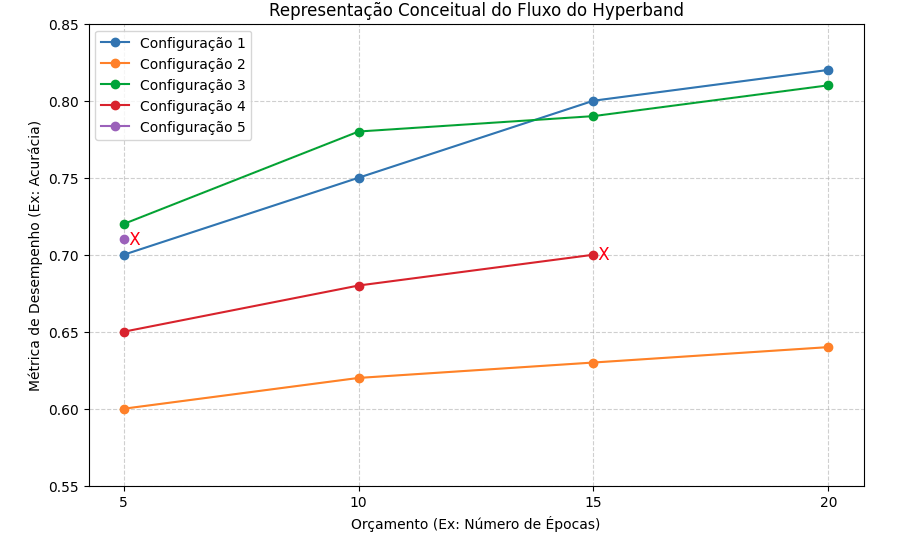 Representação Conceitual do Fluxo do Hyperband
Configuração 1
Configuração 2
Configuração 3
Configuração 4
Configuração 5
Métrica de Desempenho (Ex: Acurácia)
0.85
0.80
0.75
0.70
0.65
0.60
0.55
X
X
5
10
15
20
Orçamento (Ex: Número de Épocas)